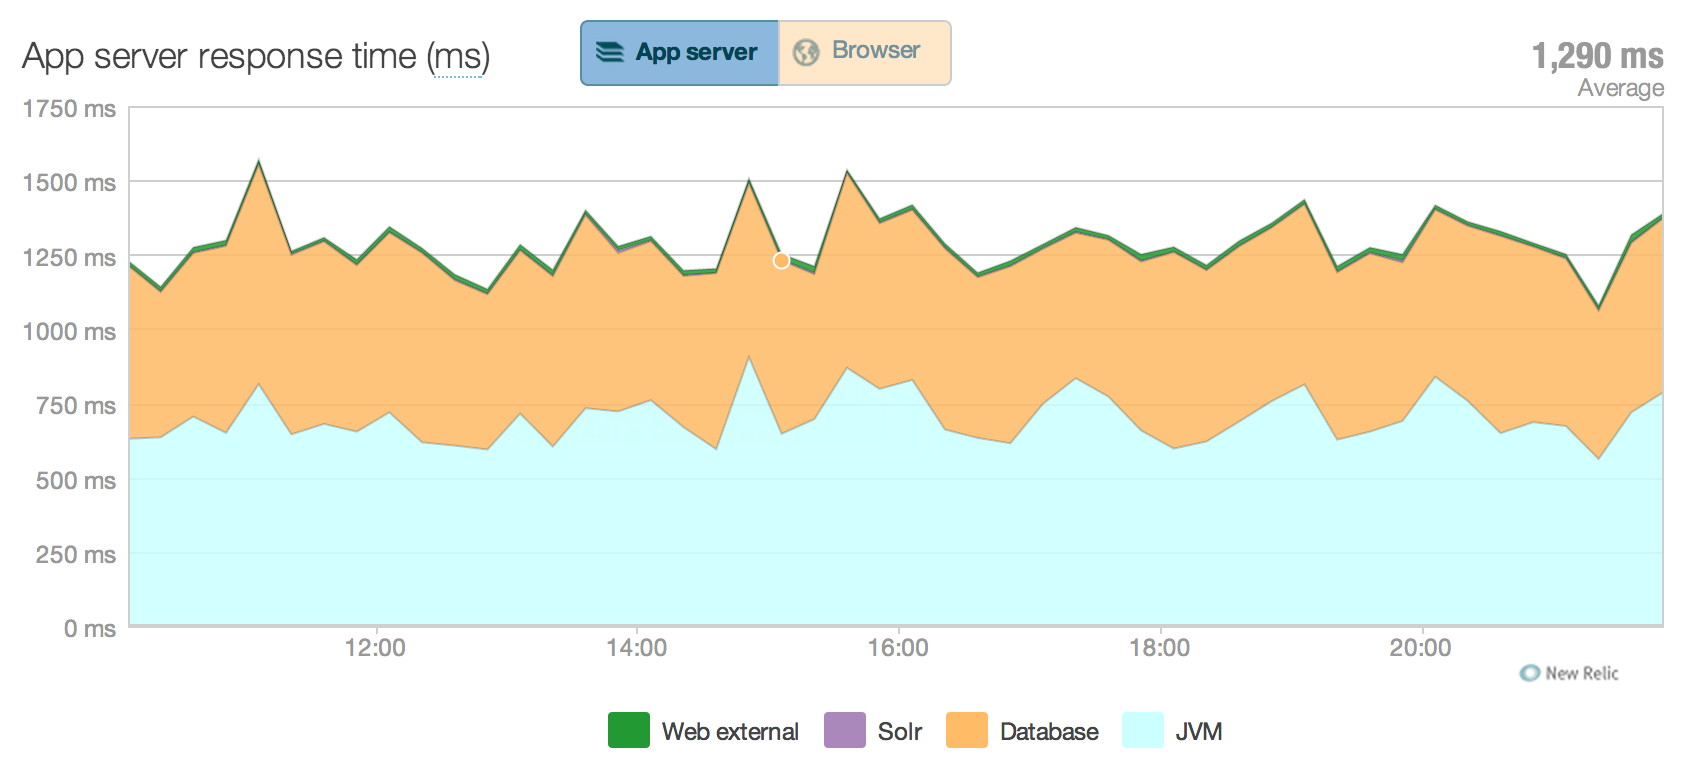 App server response time (ms)
App server
Browser
1,290 ms
Average
1750 ms
1500 ms
1250 ms
1000 ms
750 ms
500 ms
250 ms
0 ms
12:00 14:00 16:00 18:00 20:00
New Relic
Web external Solr Database JVM